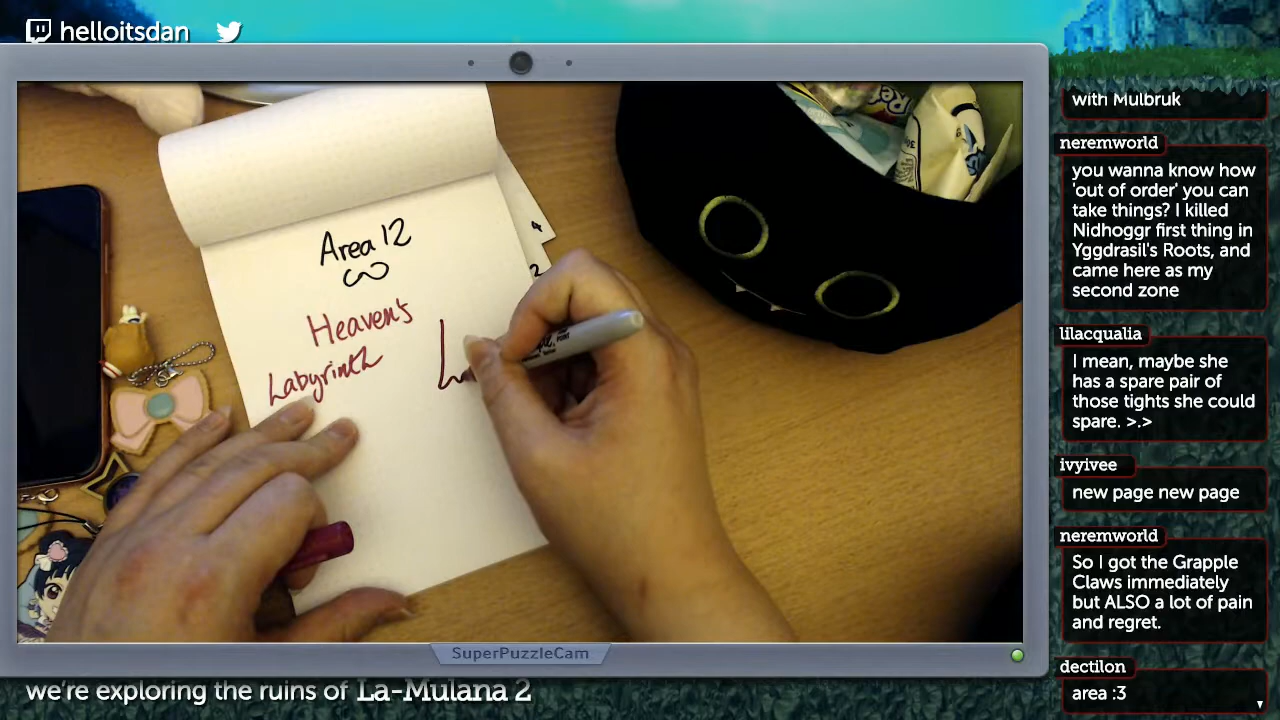 helloitsdan
Area 12
Heaven's
Labyrinth
4
2
SuperPuzzleCam
we're exploring the ruins of La-Mulana 2
with Mulbruk
neremworld
you wanna know how
'out of order' you can
take things? I killed
Nidhoggr first thing in
Yggdrasil's Roots, and
came here as my
second zone
lilacqualia
I mean, maybe she
has a spare pair of
those tights she could
spare. >.>
ivyivee
new page new page
neremworld
So I got the Grapple
Claws immediately
but ALSO a lot of pain
and regret.
dectilon
area :3